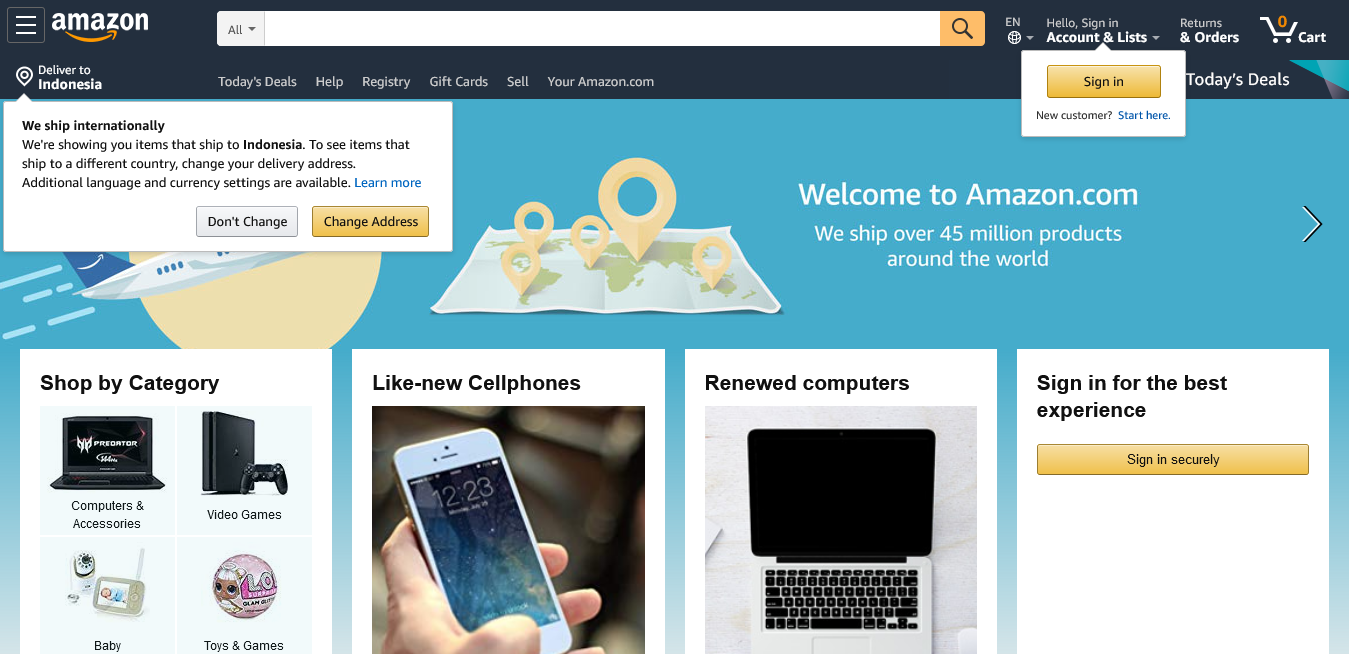 amazon
All
EN
Hello, Sign in
Account & Lists
Returns
& Orders
0
Cart
Deliver to
Indonesia
Today's Deals
Help
Registry
Gift Cards
Sell
Your Amazon.com
Today's Deals
Sign in
New customer? Start here.
We ship internationally
We're showing you items that ship to Indonesia. To see items that
ship to a different country, change your delivery address.
Additional language and currency settings are available. Learn more
Don't Change
Change Address
Welcome to Amazon.com
We ship over 45 million products
around the world
Shop by Category
PREDATOR
Computers &
Accessories
Video Games
Baby
L.O.L.
SURPRISE
GLAM GLITTER
Toys & Games
Like-new Cellphones
12:23
Renewed computers
Sign in for the best
experience
Sign in securely